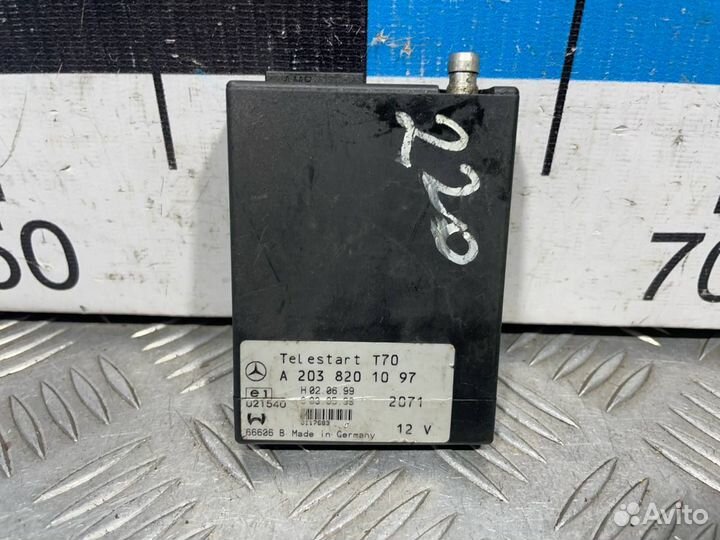 220
60
70
Telestart T70
A 203 820 10 97
e1
H 02.06.99
021540
2071
66606 B Made in Germany
12 V
Avito